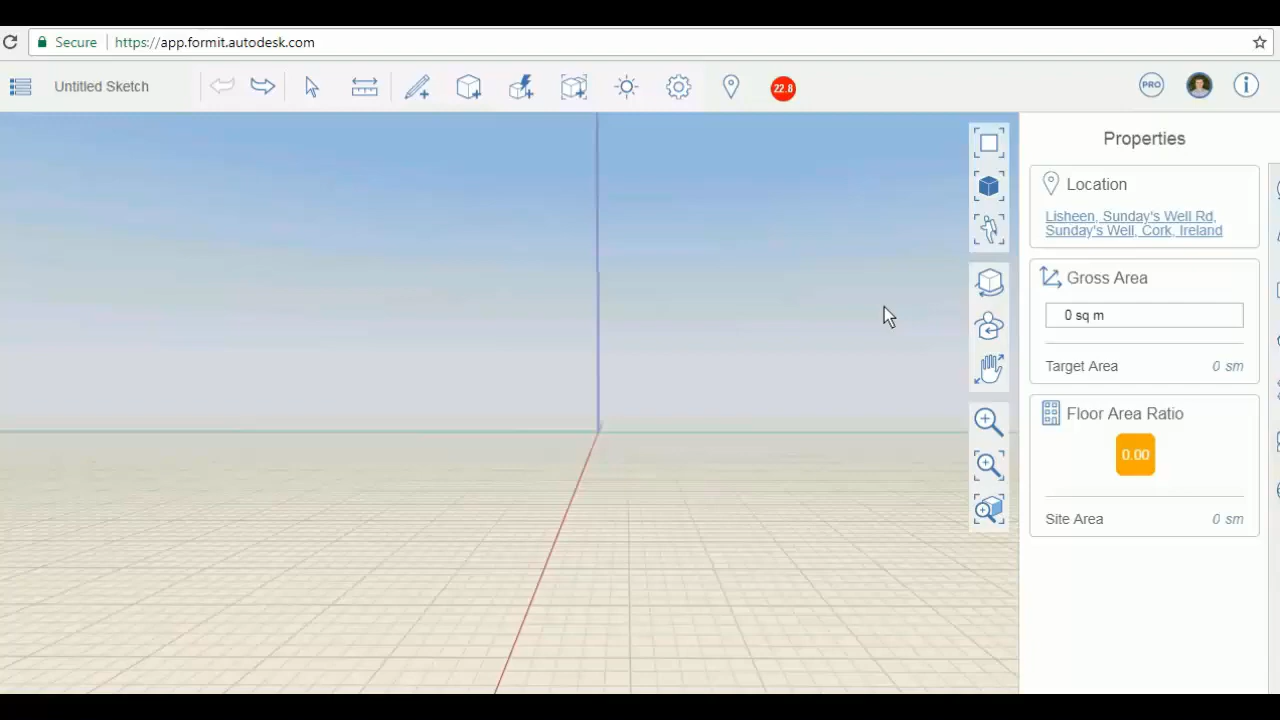 Secure https://app.formit.autodesk.com
Untitled Sketch
22.8
PRO
Properties
Location
Lisheen, Sunday's Well Rd,
Sunday's Well, Cork, Ireland
Gross Area
0 sq m
Target Area 0 sm
Floor Area Ratio
0.00
Site Area 0 sm